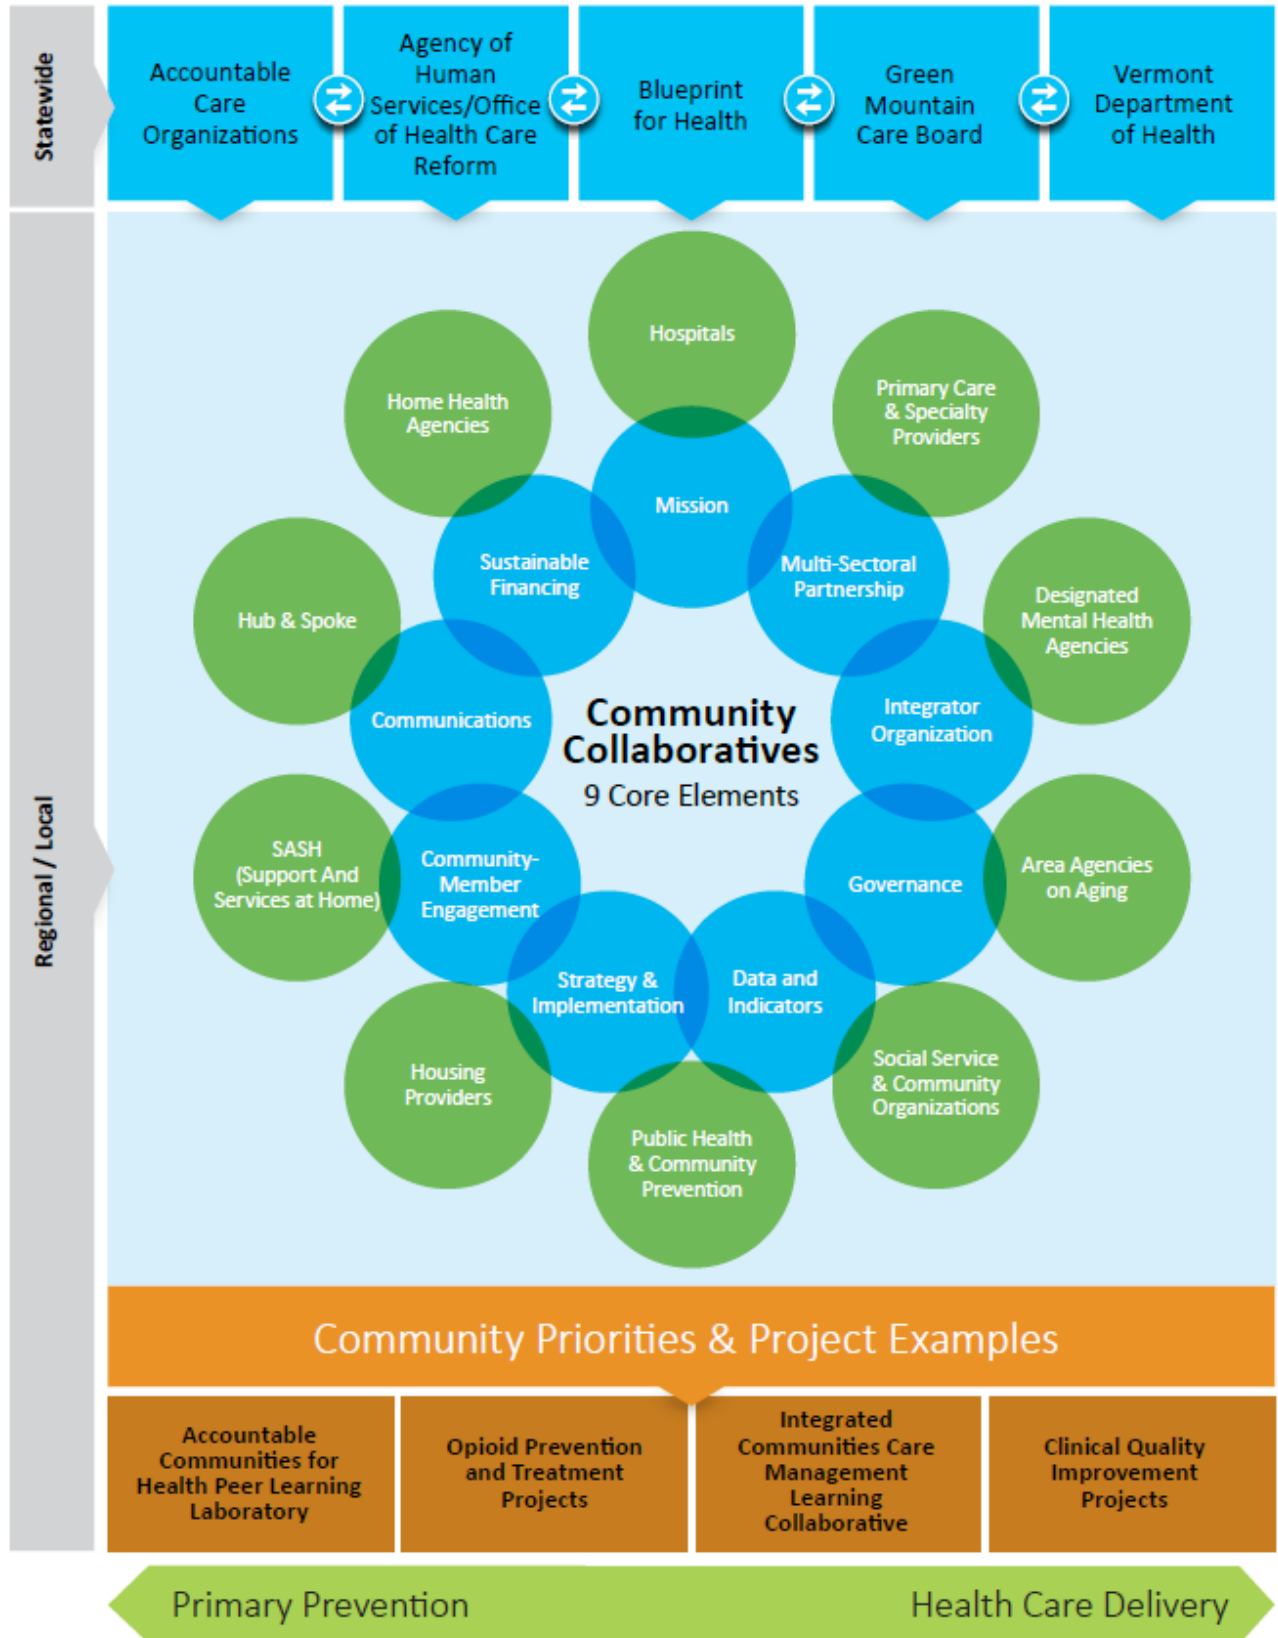 Statewide
Accountable
Care
Organizations
Agency of
Human
Services/Office
of Health Care
Reform
Blueprint
for Health
Green
Mountain
Care Board
Vermont
Department
of Health
Regional / Local
Hospitals
Home Health
Agencies
Primary Care
& Specialty
Providers
Mission
Sustainable
Financing
Multi-Sectoral
Partnership
Hub & Spoke
Designated
Mental Health
Agencies
Communications
Community
Collaboratives
9 Core Elements
Integrator
Organization
SASH
(Support And
Services at Home)
Community-
Member
Engagement
Governance
Area Agencies
on Aging
Strategy &
Implementation
Data and
Indicators
Housing
Providers
Social Service
& Community
Organizations
Public Health
& Community
Prevention
Community Priorities & Project Examples
Accountable
Communities for
Health Peer Learning
Laboratory
Opioid Prevention
and Treatment
Projects
Integrated
Communities Care
Management
Learning
Collaborative
Clinical Quality
Improvement
Projects
Primary Prevention
Health Care Delivery